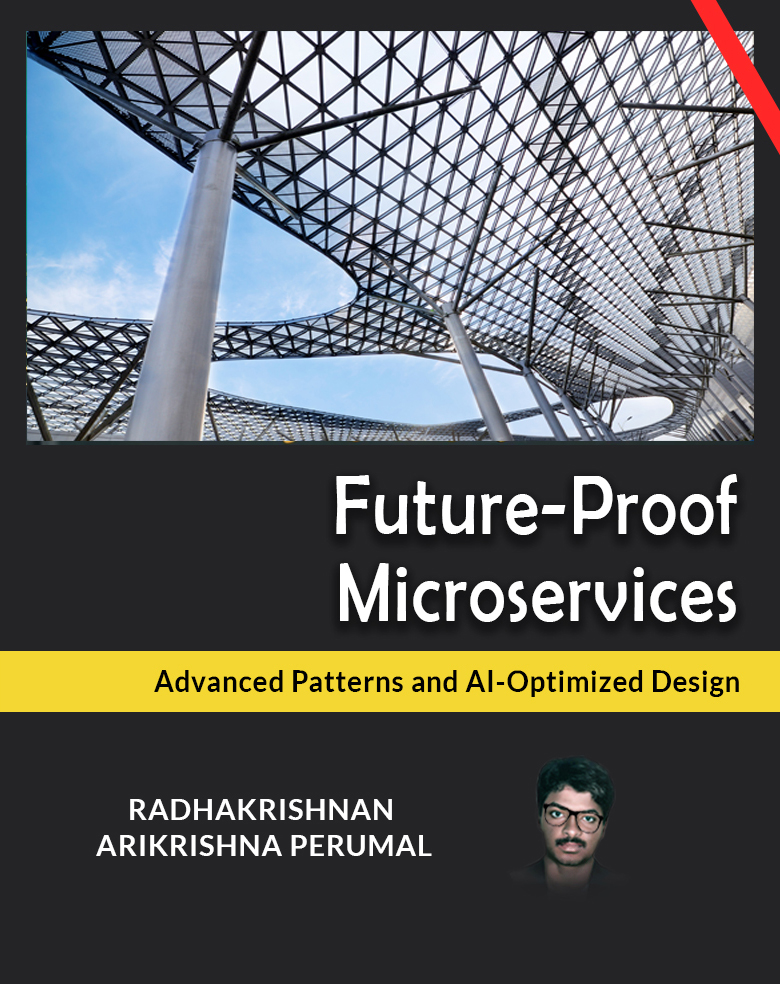 Future-Proof
Microservices
Advanced Patterns and AI-Optimized Design
RADHAKRISHNAN
ARIKRISHNA PERUMAL